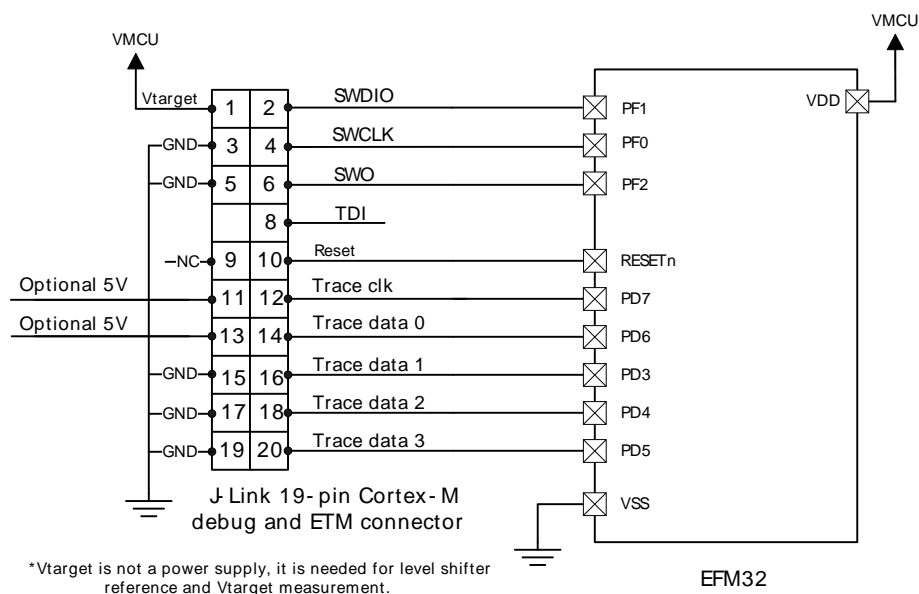 VMCU
VMCU
Vtarget 1 2 SWDIO PF1 VDD
GND 3 4 SWCLK PF0
GND 5 6 SWO PF2
8 TDI
NC 9 10 Reset RESETn
Optional 5V 11 12 Trace clk PD7
Optional 5V 13 14 Trace data 0 PD6
GND 15 16 Trace data 1 PD3
GND 17 18 Trace data 2 PD4
GND 19 20 Trace data 3 PD5
J-Link 19-pin Cortex-M
debug and ETM connector
VSS
*Vtarget is not a power supply, it is needed for level shifter
reference and Vtarget measurement.
EFM32